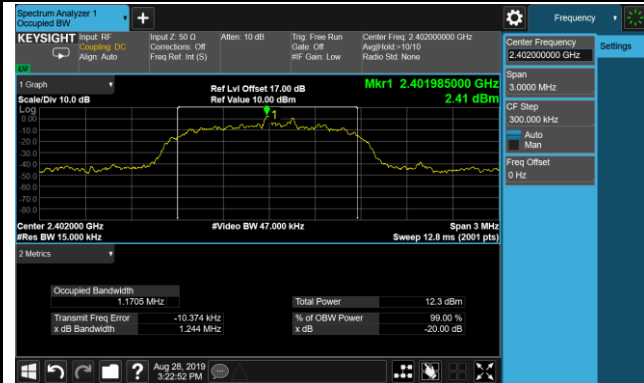 Spectrum Analyzer 1
Occupied BW
Frequency
KEYSIGHT
Input: RF
Coupling: DC
Align: Auto
Input Z: 50 Ω
Corrections: Off
Freq Ref: Int (S)
Atten: 10 dB
Trig: Free Run
Gate: Off
#IF Gain: Low
Center Freq: 2.402000000 GHz
Avg|Hold:>10/10
Radio Std: None
Center Frequency
2.402000000 GHz
Settings
Span
3.0000 MHz
CF Step
300.000 kHz
Auto
Man
Freq Offset
0 Hz
1 Graph
Scale/Div 10.0 dB
Ref Lvl Offset 17.00 dB
Ref Value 10.00 dBm
Mkr1 2.401985000 GHz
2.41 dBm
Log
0.00
-10.0
-20.0
-30.0
-40.0
-50.0
-60.0
-70.0
-80.0
1
Center 2.402000 GHz
#Res BW 15.000 kHz
#Video BW 47.000 kHz
Span 3 MHz
Sweep 12.8 ms (2001 pts)
2 Metrics
Occupied Bandwidth
1.1705 MHz
Total Power 12.3 dBm
Transmit Freq Error -10.374 kHz
% of OBW Power 99.00 %
x dB Bandwidth 1.244 MHz
x dB -20.00 dB
Aug 28, 2019
3:22:52 PM